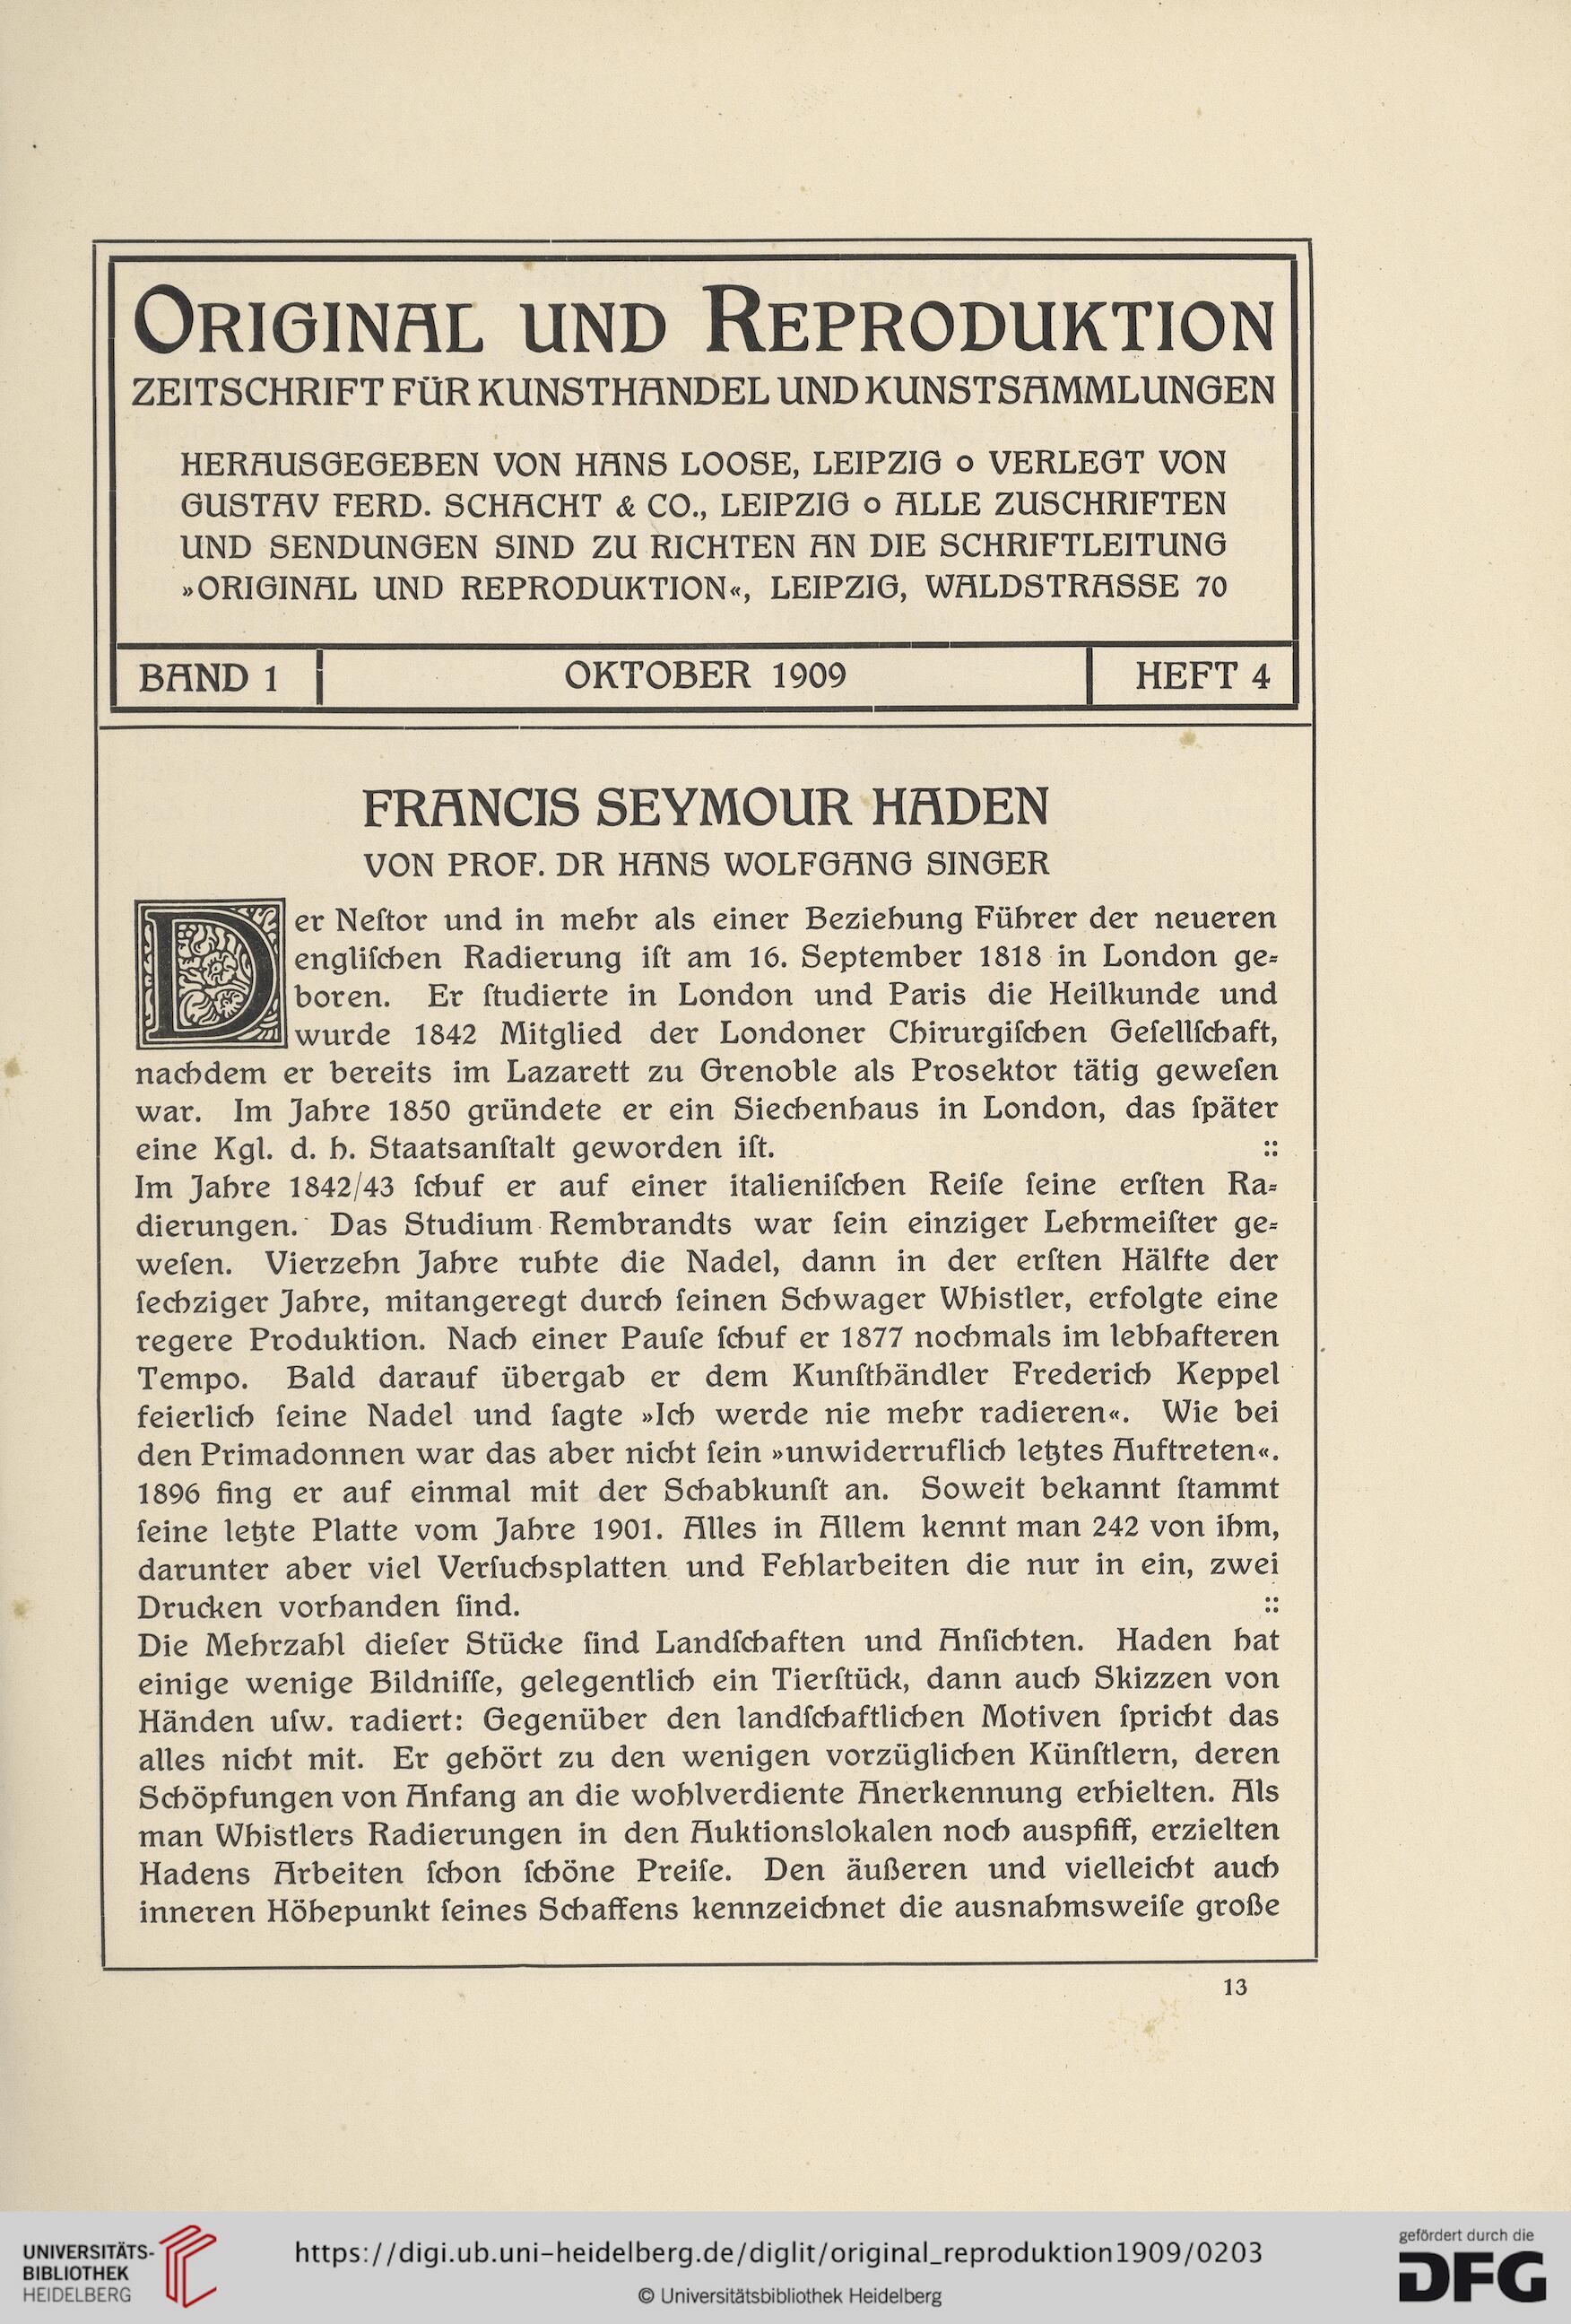 ORIGINAL UND REPRODUKTION
ZEITSCHRIFT FÜR KUNSTHANDEL UND KUNSTSAMMLUNGEN
HERAUSGEGEBEN VON HANS LOOSE, LEIPZIG o VERLEGT VON
GUSTAV FERD. SCHACHT & CO., LEIPZIG o ALLE ZUSCHRIFTEN
UND SENDUNGEN SIND ZU RICHTEN AN DIE SCHRIFTLEITUNG
»ORIGINAL UND REPRODUKTION«, LEIPZIG, WALDSTRASSE 70
BAND 1 OKTOBER 1909 HEFT 4
FRANCIS SEYMOUR HADEN
VON PROF. DR HANS WOLFGANG SINGER
Der Neſtor und in mehr als einer Beziehung Führer der neueren
engliſchen Radierung iſt am 16. September 1818 in London ge-
boren. Er ſtudierte in London und Paris die Heilkunde und
wurde 1842 Mitglied der Londoner Chirurgiſchen Geſellſchaft,
nachdem er bereits im Lazarett zu Grenoble als Prosektor tätig geweſen
war. Im Jahre 1850 gründete er ein Siechenhaus in London, das ſpäter
eine Kgl. d. h. Staatsanſtalt geworden iſt. ::
Im Jahre 1842/43 ſchuf er auf einer italieniſchen Reiſe ſeine erſten Ra-
dierungen. Das Studium Rembrandts war ſein einziger Lehrmeiſter ge-
weſen. Vierzehn Jahre ruhte die Nadel, dann in der erſten Hälfte der
ſechziger Jahre, mitangeregt durch ſeinen Schwager Whistler, erfolgte eine
regere Produktion. Nach einer Pauſe ſchuf er 1877 nochmals im lebhafteren
Tempo. Bald darauf übergab er dem Kunſthändler Frederich Keppel
feierlich ſeine Nadel und ſagte »Ich werde nie mehr radieren«. Wie bei
den Primadonnen war das aber nicht ſein »unwiderruflich letztes Auftreten«.
1896 fing er auf einmal mit der Schabkunſt an. Soweit bekannt ſtammt
ſeine letzte Platte vom Jahre 1901. Alles in Allem kennt man 242 von ihm,
darunter aber viel Verſuchsplatten und Fehlarbeiten die nur in ein, zwei
Drucken vorhanden ſind. ::
Die Mehrzahl dieſer Stücke ſind Landſchaften und Anſichten. Haden hat
einige wenige Bildniſſe, gelegentlich ein Tierſtück, dann auch Skizzen von
Händen uſw. radiert: Gegenüber den landſchaftlichen Motiven ſpricht das
alles nicht mit. Er gehört zu den wenigen vorzüglichen Künſtlern, deren
Schöpfungen von Anfang an die wohlverdiente Anerkennung erhielten. Als
man Whistlers Radierungen in den Auktionslokalen noch auspfiff, erzielten
Hadens Arbeiten ſchon ſchöne Preiſe. Den äußeren und vielleicht auch
inneren Höhepunkt ſeines Schaffens kennzeichnet die ausnahmsweiſe große
13
UNIVERSITÄTS-
BIBLIOTHEK
HEIDELBERG
https://digi.ub.uni-heidelberg.de/diglit/original_reproduktion1909/0203
© Universitätsbibliothek Heidelberg
gefördert durch die
DFG